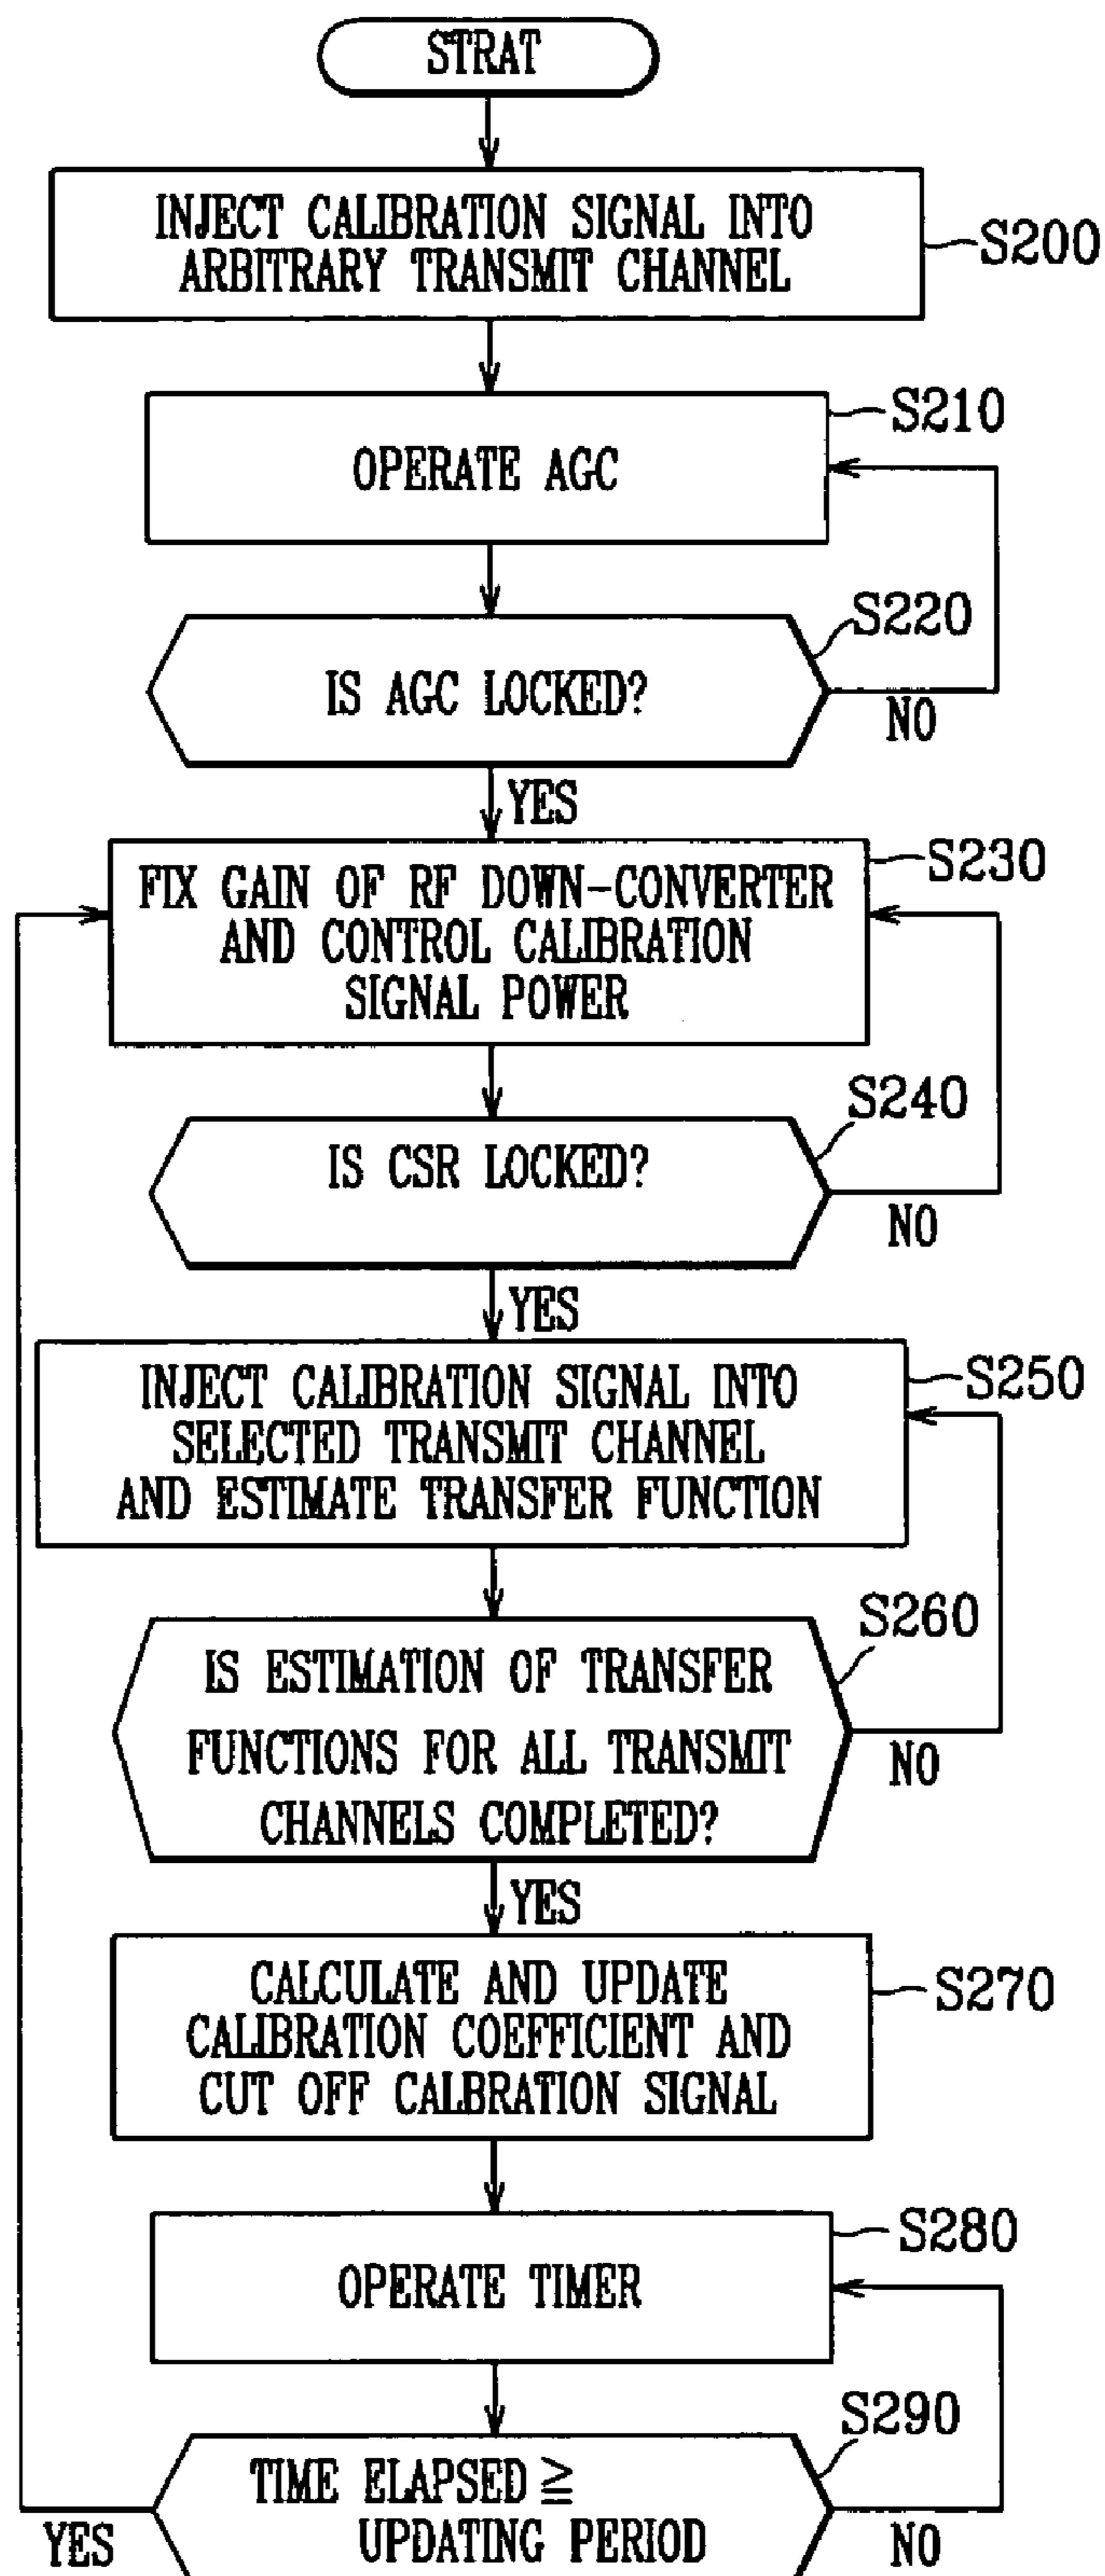 STRAT
INJECT CALIBRATION SIGNAL INTO
ARBITRARY TRANSMIT CHANNEL
S200
S210
OPERATE AGC
S220
IS AGC LOCKED?
NO
YES
S230
FIX GAIN OF RF DOWN-CONVERTER
AND CONTROL CALIBRATION
SIGNAL POWER
S240
IS CSR LOCKED?
NO
YES
S250
INJECT CALIBRATION SIGNAL INTO
SELECTED TRANSMIT CHANNEL
AND ESTIMATE TRANSFER FUNCTION
S260
IS ESTIMATION OF TRANSFER
FUNCTIONS FOR ALL TRANSMIT
CHANNELS COMPLETED?
NO
YES
S270
CALCULATE AND UPDATE
CALIBRATION COEFFICIENT AND
CUT OFF CALBRATION SIGNAL
S280
OPERATE TIMER
S290
TIME ELAPSED ≧
UPDATING PERIOD
YES
NO